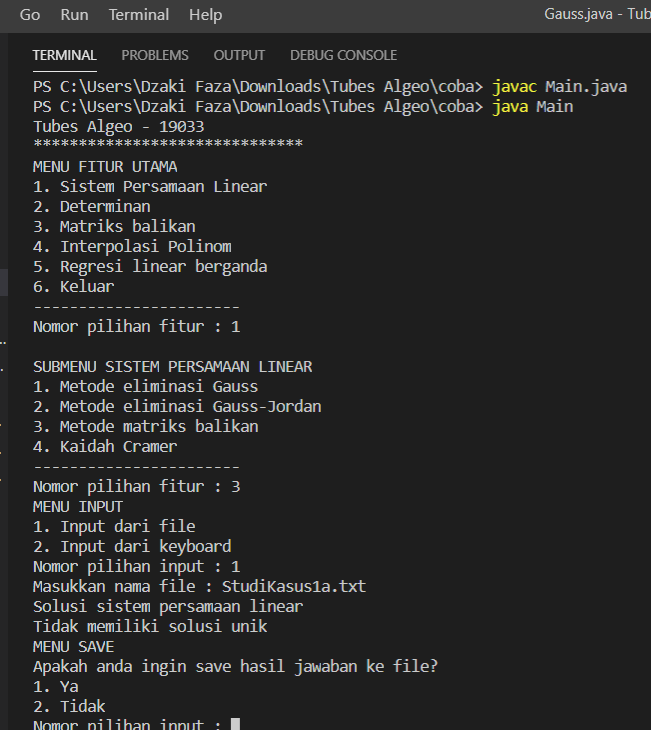 Go Run Terminal Help Gauss.java - Tub
TERMINAL PROBLEMS OUTPUT DEBUG CONSOLE
PS C:\Users\Dzaki Faza\Downloads\Tubes Algeo\coba> javac Main.java
PS C:\Users\Dzaki Faza\Downloads\Tubes Algeo\coba> java Main
Tubes Algeo - 19033
******************************
MENU FITUR UTAMA
1. Sistem Persamaan Linear
2. Determinan
3. Matriks balikan
4. Interpolasi Polinom
5. Regresi linear berganda
6. Keluar
-----------------------
Nomor pilihan fitur : 1
SUBMENU SISTEM PERSAMAAN LINEAR
1. Metode eliminasi Gauss
2. Metode eliminasi Gauss-Jordan
3. Metode matriks balikan
4. Kaidah Cramer
-----------------------
Nomor pilihan fitur : 3
MENU INPUT
1. Input dari file
2. Input dari keyboard
Nomor pilihan input : 1
Masukkan nama file : StudiKasus1a.txt
Solusi sistem persamaan linear
Tidak memiliki solusi unik
MENU SAVE
Apakah anda ingin save hasil jawaban ke file?
1. Ya
2. Tidak
Nomor pilihan input :